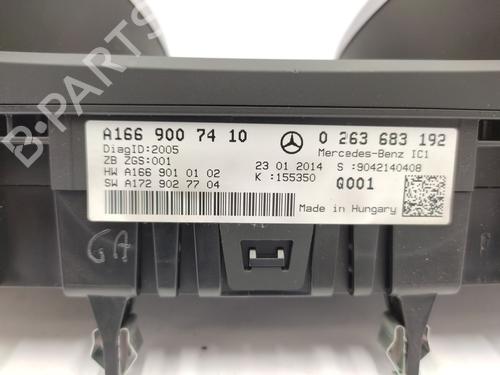 B-PARTS
A166 900 74 10
0 263 683 192
DiagID:2005
Mercedes-Benz IC1
ZB ZGS:001
23 01 2014
S :9042140408
HW A166 901 01 02
K :155350
Q001
SW A172 902 77 04
Made in Hungary
GA